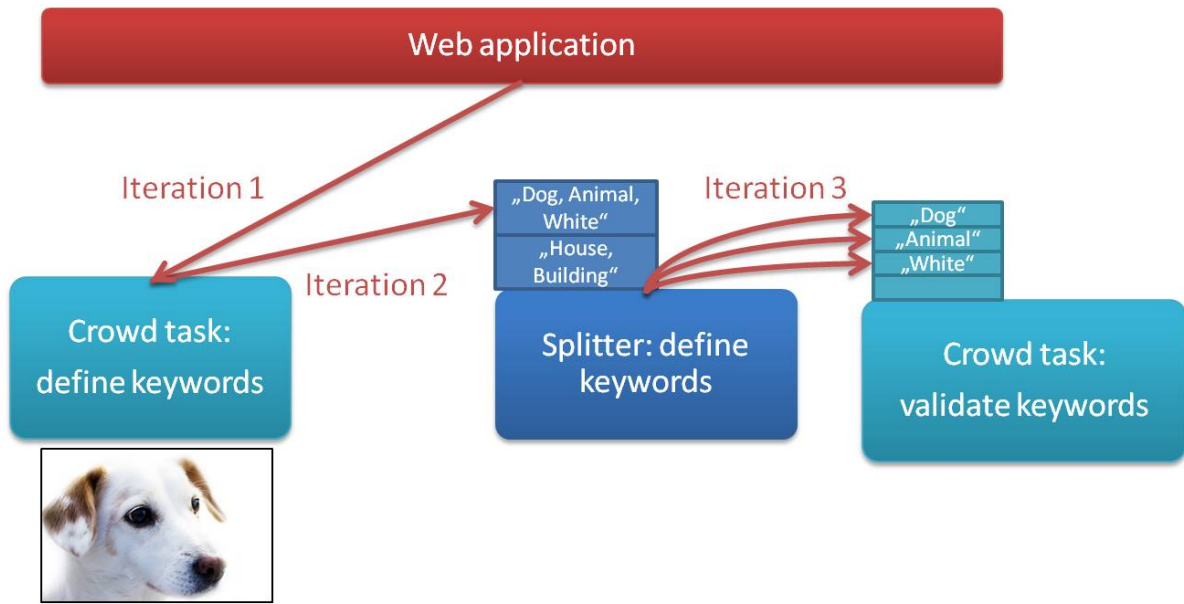 Web application
Iteration 1
Iteration 2
„Dog, Animal,
White“
„House,
Building“
Iteration 3
„Dog“
„Animal“
„White“
Crowd task:
define keywords
Splitter: define
keywords
Crowd task:
validate keywords